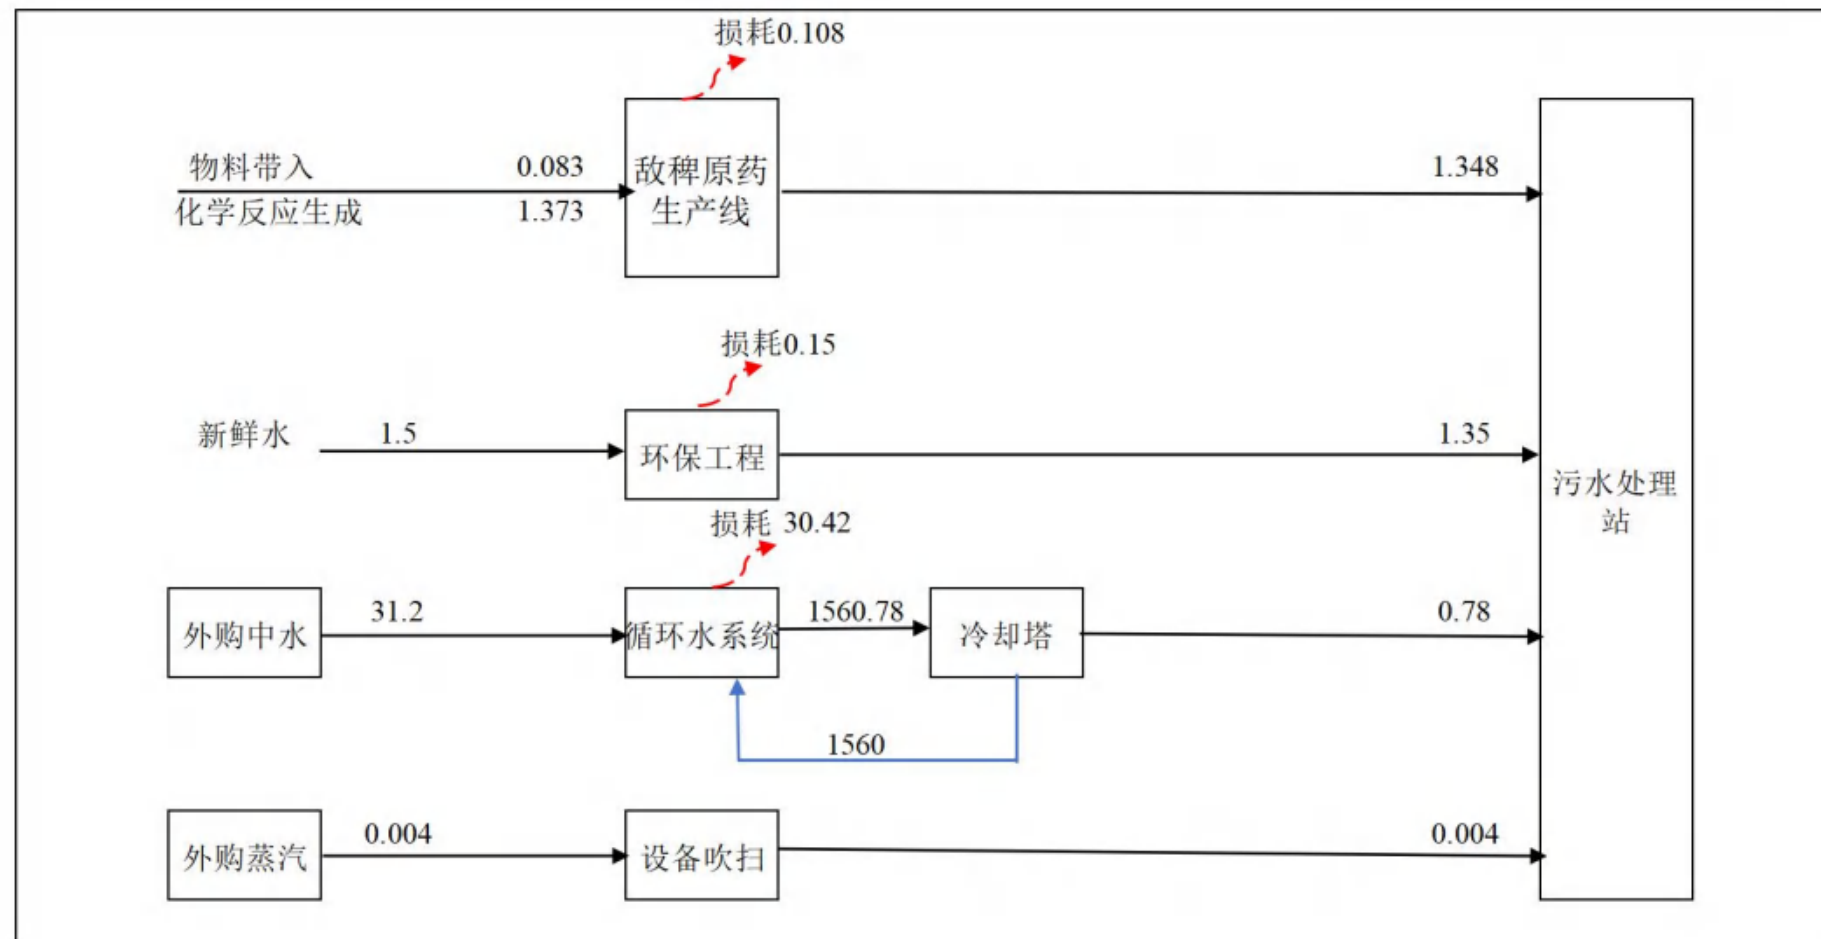 损耗0.108
物料带入 0.083
化学反应生成 1.373
敌稗原药
生产线
1.348
损耗0.15
新鲜水 1.5
环保工程
1.35
污水处理
站
损耗 30.42
外购中水
31.2
循环水系统
1560.78
冷却塔
0.78
1560
外购蒸汽
0.004
设备吹扫
0.004